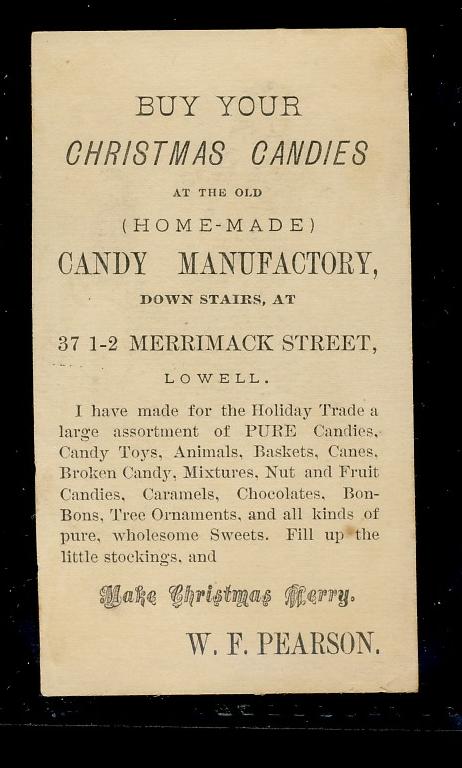 BUY YOUR
CHRISTMAS CANDIES
AT THE OLD
(HOME-MADE)
CANDY MANUFACTORY,
DOWN STAIRS, AT
37 1-2 MERRIMACK STREET,
LOWELL.
I have made for the Holiday Trade a
large assortment of PURE Candies,
Candy Toys, Animals, Baskets, Canes,
Broken Candy, Mixtures, Nut and Fruit
Candies, Caramels, Chocolates, Bon-
Bons, Tree Ornaments, and all kinds of
pure, wholesome Sweets. Fill up the
little stockings, and
Make Christmas Merry.
W. F. PEARSON.